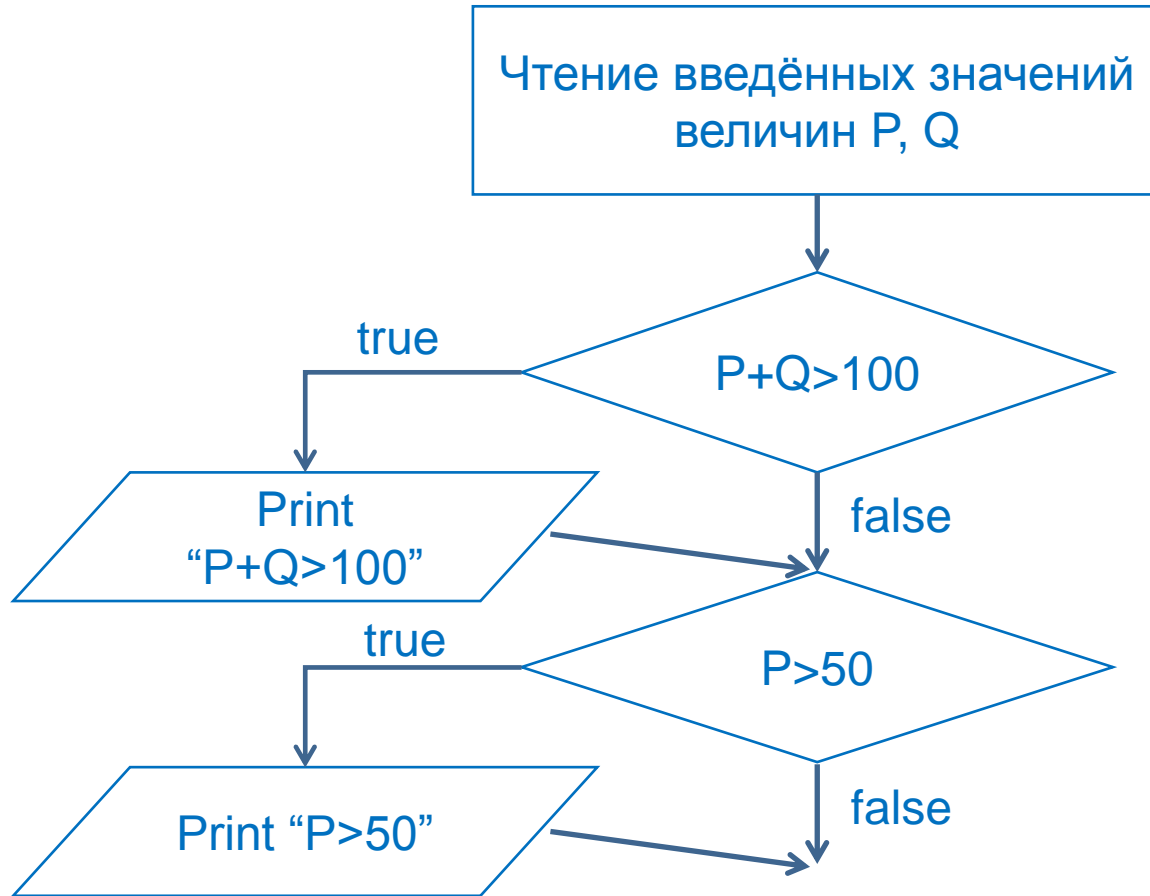 Чтение введённых значений
величин P, Q
true
P+Q>100
Print
“P+Q>100”
false
true
P>50
Print “P>50”
false